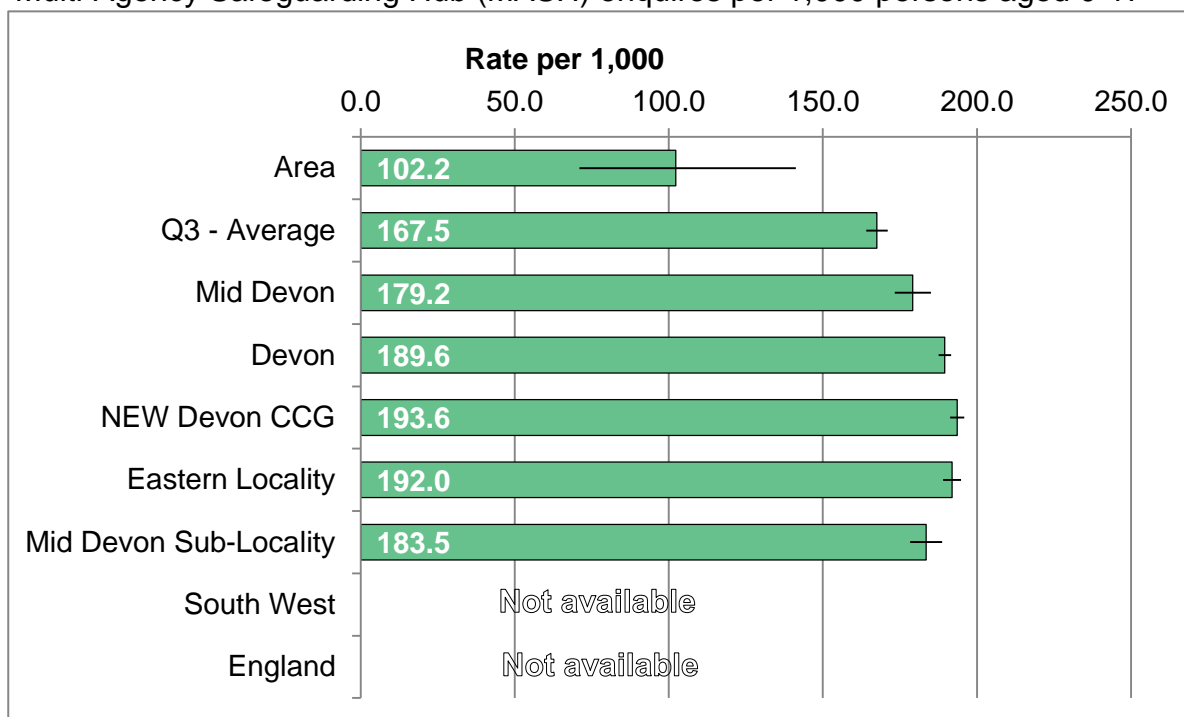 Rate per 1,000
0.0 50.0 100.0 150.0 200.0 250.0
Area 102.2
Q3 - Average 167.5
Mid Devon 179.2
Devon 189.6
NEW Devon CCG 193.6
Eastern Locality 192.0
Mid Devon Sub-Locality 183.5
South West Not available
England Not available